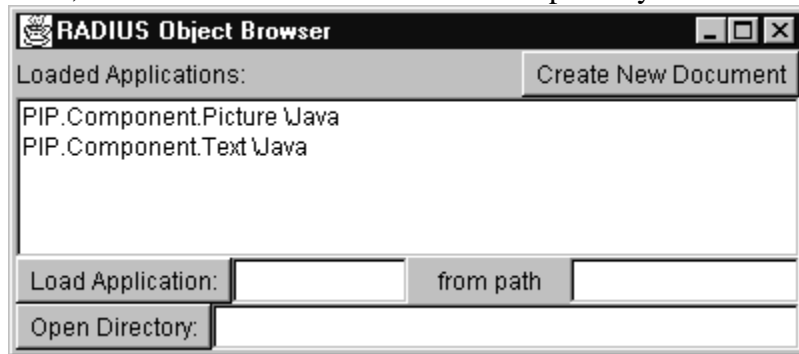 RADIUS Object Browser
Loaded Applications: Create New Document
PIP.Component.Picture \Java
PIP.Component.Text \Java
Load Application: from path
Open Directory: